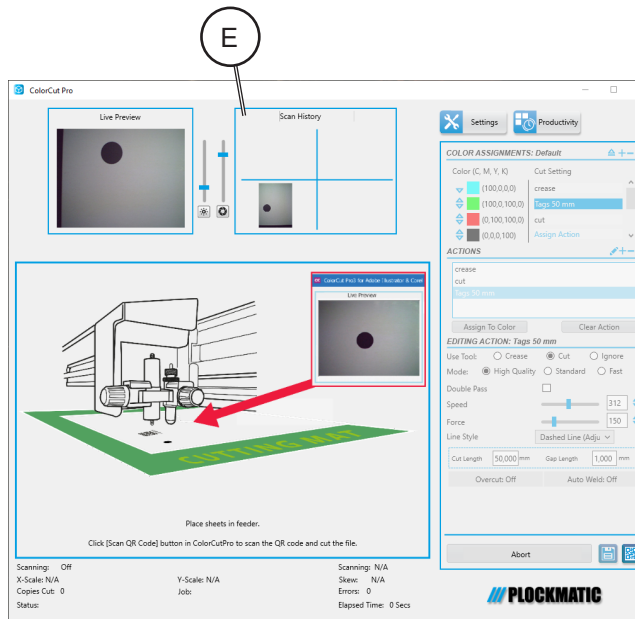 E
ColorCut Pro
Live Preview
Scan History
Settings
Productivity
COLOR ASSIGNMENTS: Default
Color (C, M, Y, K)
Cut Setting
(100,0,0,0)
crease
(100,0,100,0)
Tags 50 mm
(0,100,100,0)
cut
(0,0,0,100)
Assign Action
ACTIONS
crease
cut
Tags 50 mm
Assign To Color
Clear Action
EDITING ACTION: Tags 50 mm
Use Tool: Crease Cut Ignore
Mode: High Quality Standard Fast
Double Pass
Speed 312
Force 150
Line Style Dashed Line (Adju
Cut Length 50,000 mm Gap Length 1,000 mm
Overcut: Off
Auto Weld: Off
Abort
ColorCut Pro3 for Adobe Illustrator & Corel
Live Preview
CUTTING MAT
Place sheets in feeder.
Click [Scan QR Code] button in ColorCutPro to scan the QR code and cut the file.
Scanning: Off
Scanning: N/A
X-Scale: N/A
Y-Scale: N/A
Skew: N/A
Copies Cut: 0
Job:
Errors: 0
Status:
Elapsed Time: 0 Secs
PLOCKMATIC